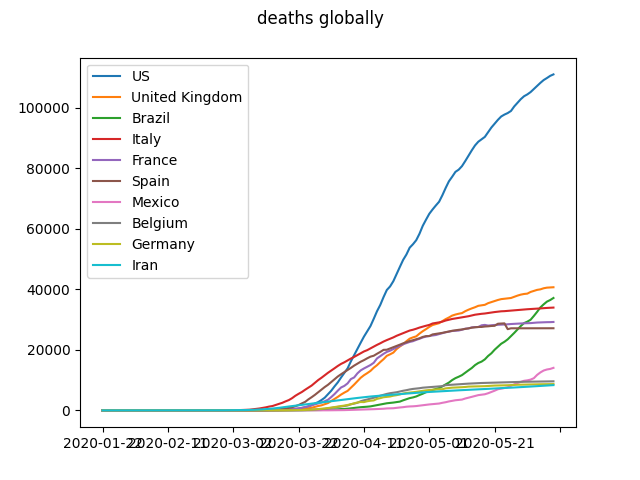 deaths globally
US
United Kingdom
Brazil
Italy
France
Spain
Mexico
Belgium
Germany
Iran
100000
80000
60000
40000
20000
0
2020-01-22 2020-02-11 2020-03-02 2020-03-22 2020-04-11 2020-05-01 2020-05-21